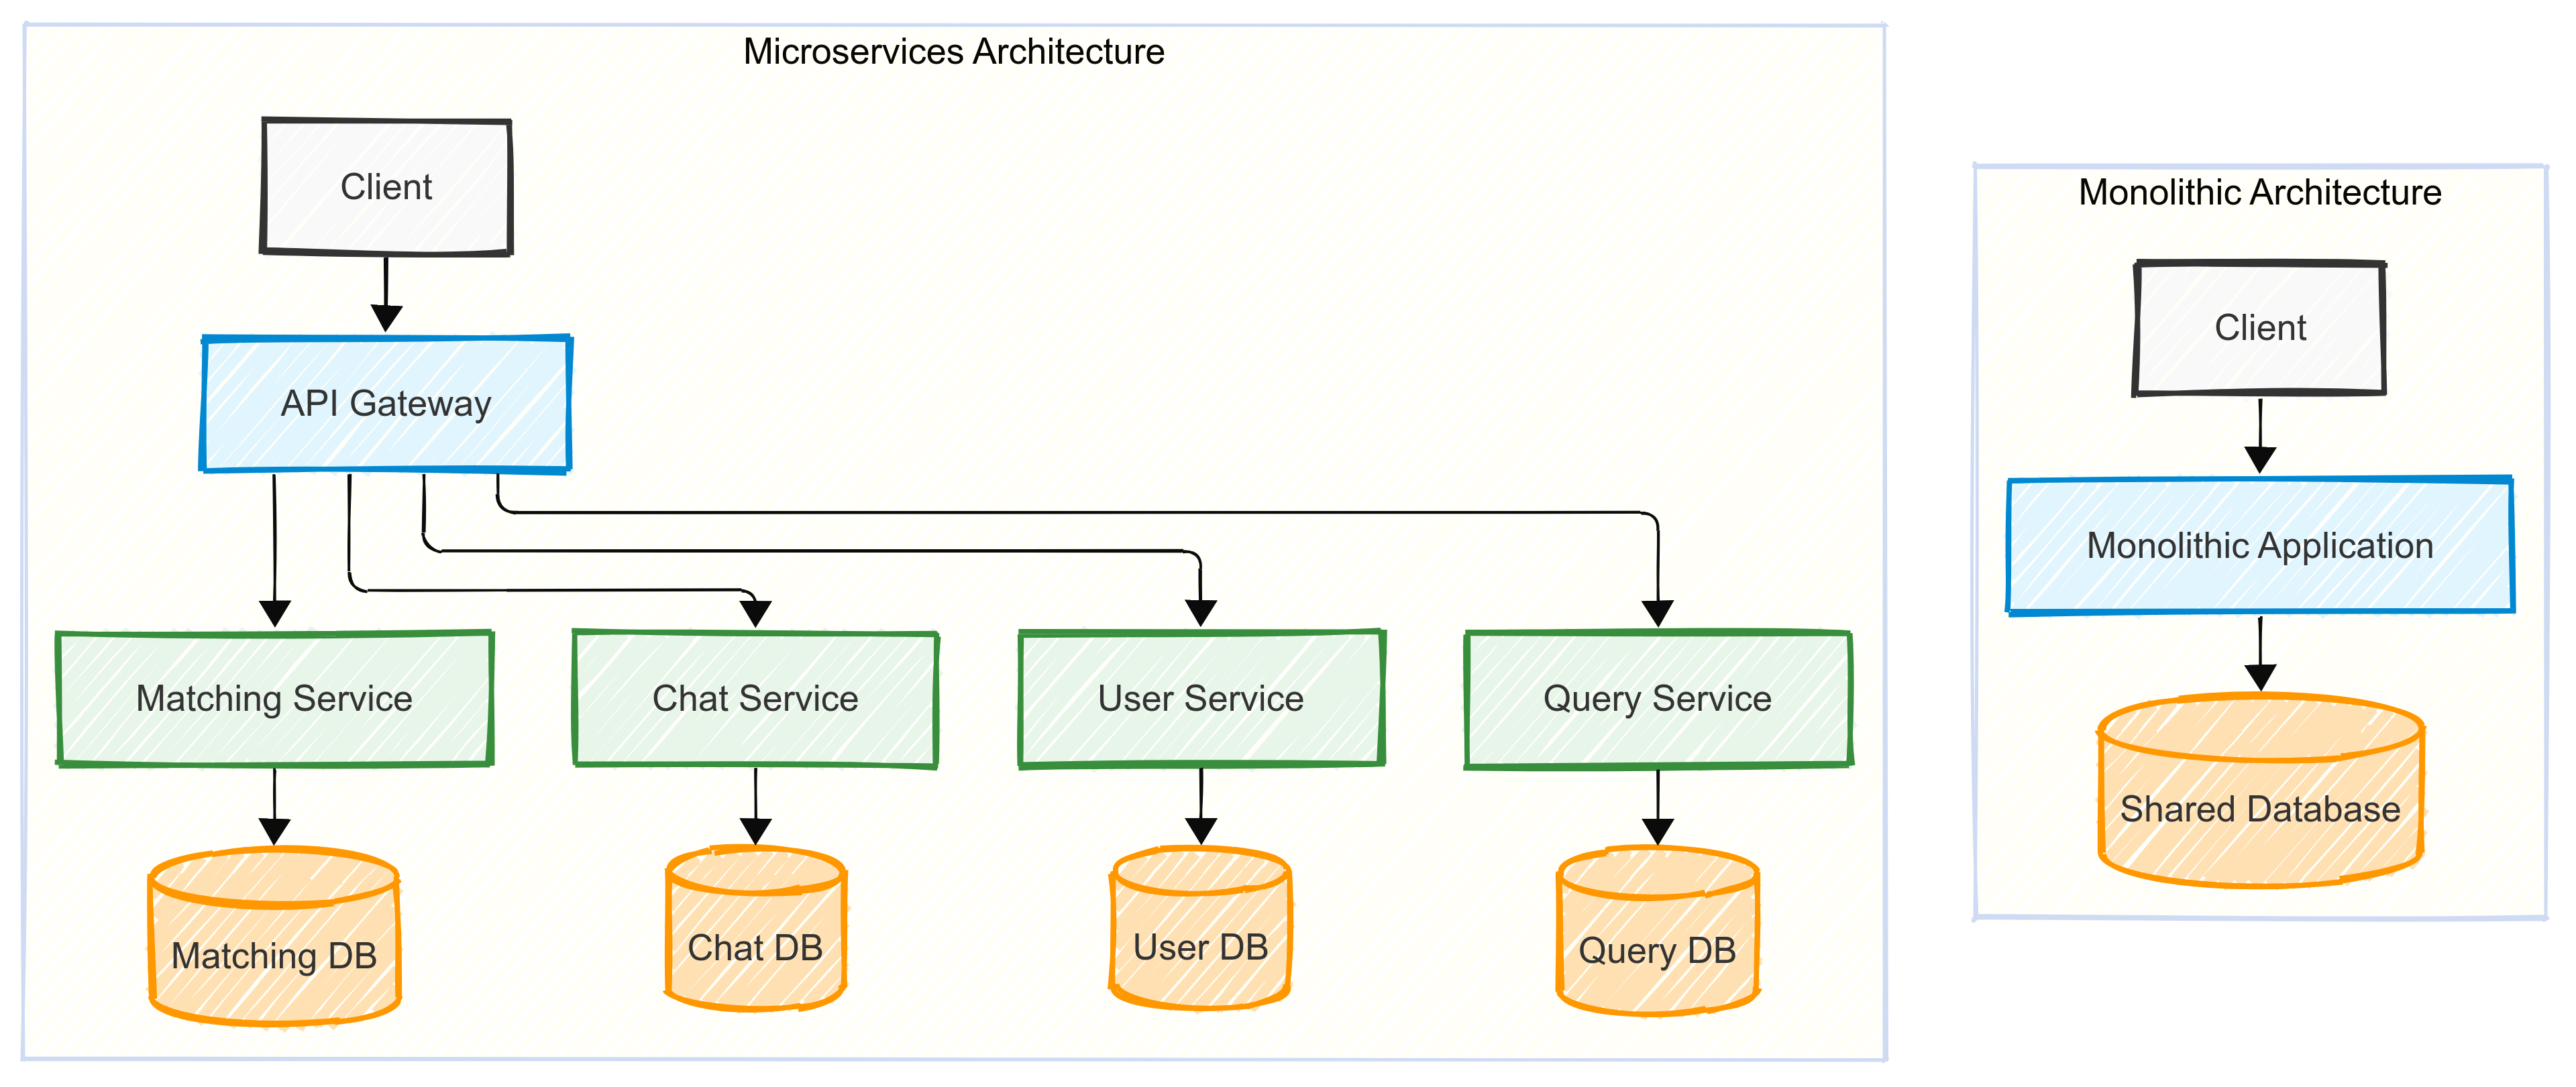 Microservices Architecture
Client
API Gateway
Matching Service
Chat Service
User Service
Query Service
Matching DB
Chat DB
User DB
Query DB
Monolithic Architecture
Client
Monolithic Application
Shared Database